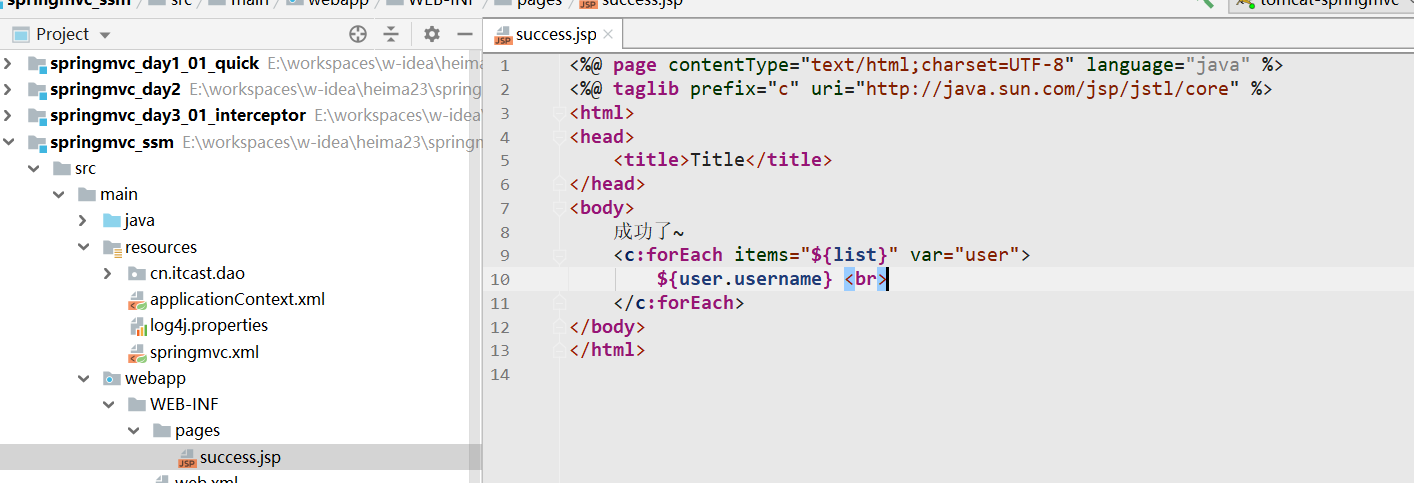 springmvc_ssm src main webapp WEB-INF pages success.jsp tomcat-springmvc
Project
springmvc_day1_01_quick E:\workspaces\w-idea\heima
springmvc_day2 E:\workspaces\w-idea\heima23\spring
springmvc_day3_01_interceptor E:\workspaces\w-idea
springmvc_ssm E:\workspaces\w-idea\heima23\springm
src
main
java
resources
cn.itcast.dao
applicationContext.xml
log4j.properties
springmvc.xml
webapp
WEB-INF
pages
success.jsp
web.xml
success.jsp
1 <%@ page contentType="text/html;charset=UTF-8" language="java" %>
2 <%@ taglib prefix="c" uri="http://java.sun.com/jsp/jstl/core" %>
3 <html>
4 <head>
5 <title>Title</title>
6 </head>
7 <body>
8 成功了~
9 <c:forEach items="${list}" var="user">
10 ${user.username} <br>
11 </c:forEach>
12 </body>
13 </html>
14